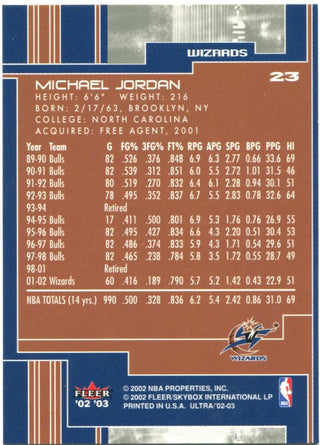 WIZARDS
23
MICHAEL JORDAN
HEIGHT: 6'6" WEIGHT: 216
BORN: 2/17/63, BROOKLYN, NY
COLLEGE: NORTH CAROLINA
ACQUIRED: FREE AGENT, 2001
Year Team G FG% 3FG% FT% RPG APG SPG BPG PPG HI
89-90 Bulls 82 .526 .376 .848 6.9 6.3 2.77 0.66 33.6 69
90-91 Bulls 82 .539 .312 .851 6.0 5.5 2.72 1.01 31.5 46
91-92 Bulls 80 .519 .270 .832 6.4 6.1 2.28 0.94 30.1 51
92-93 Bulls 78 .495 .352 .837 6.7 5.5 2.83 0.78 32.6 64
93-94 Retired
94-95 Bulls 17 .411 .500 .801 6.9 5.3 1.76 0.76 26.9 55
95-96 Bulls 82 .495 .427 .834 6.6 4.3 2.20 0.51 30.4 53
96-97 Bulls 82 .486 .374 .833 5.9 4.3 1.71 0.54 29.6 51
97-98 Bulls 82 .465 .238 .784 5.8 3.5 1.72 0.55 28.7 49
98-01 Retired
01-02 Wizards 60 .416 .189 .790 5.7 5.2 1.42 0.43 22.9 51
NBA TOTALS (14 yrs.) 990 .500 .328 .836 6.2 5.4 2.42 0.86 31.0 69
WIZARDS
FLEER
'02 '03
© 2002 NBA PROPERTIES, INC.
© 2002 FLEER/SKYBOX INTERNATIONAL LP
PRINTED IN U.S.A. ULTRA '02-03
NBA